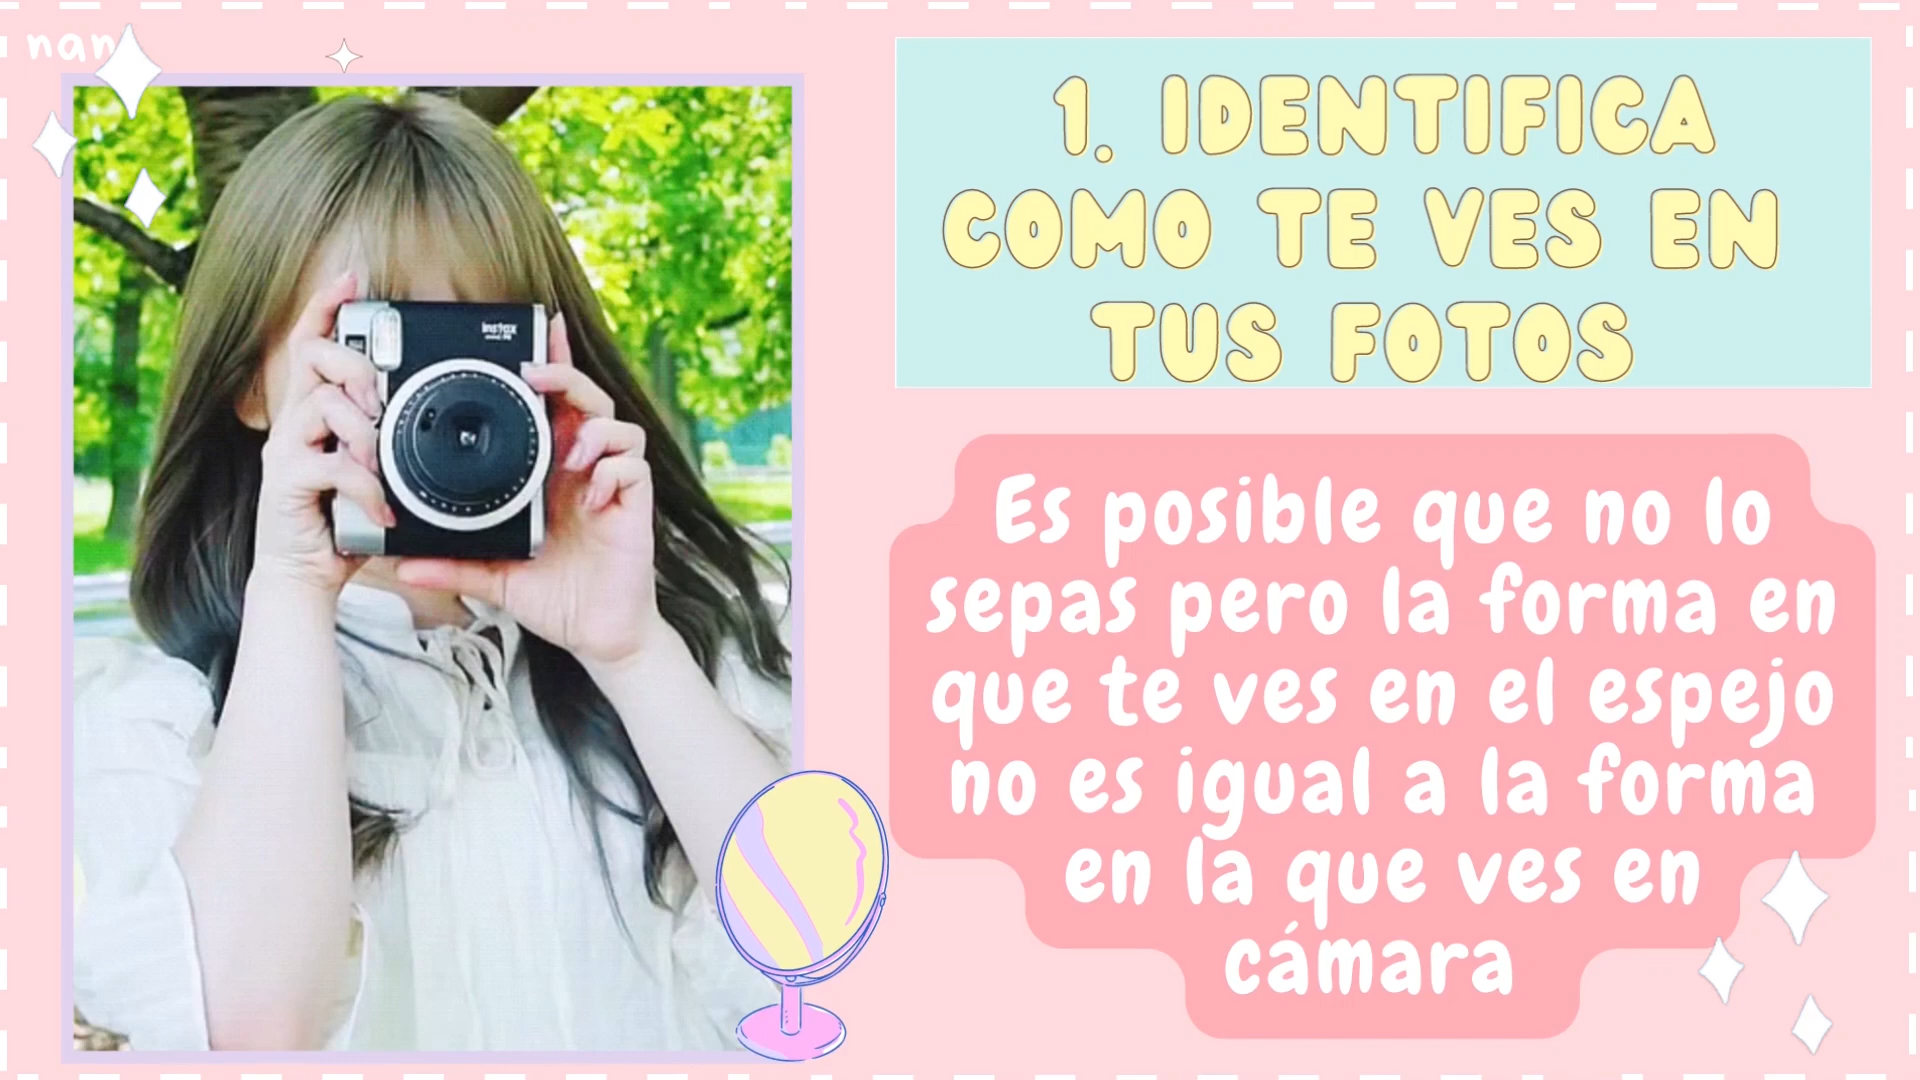 nan
1. IDENTIFICA
COMO TE VES EN
TUS FOTOS
instax
Es posible que no lo
sepas pero la forma en
que te ves en el espejo
no es igual a la forma
en la que ves en
cámara